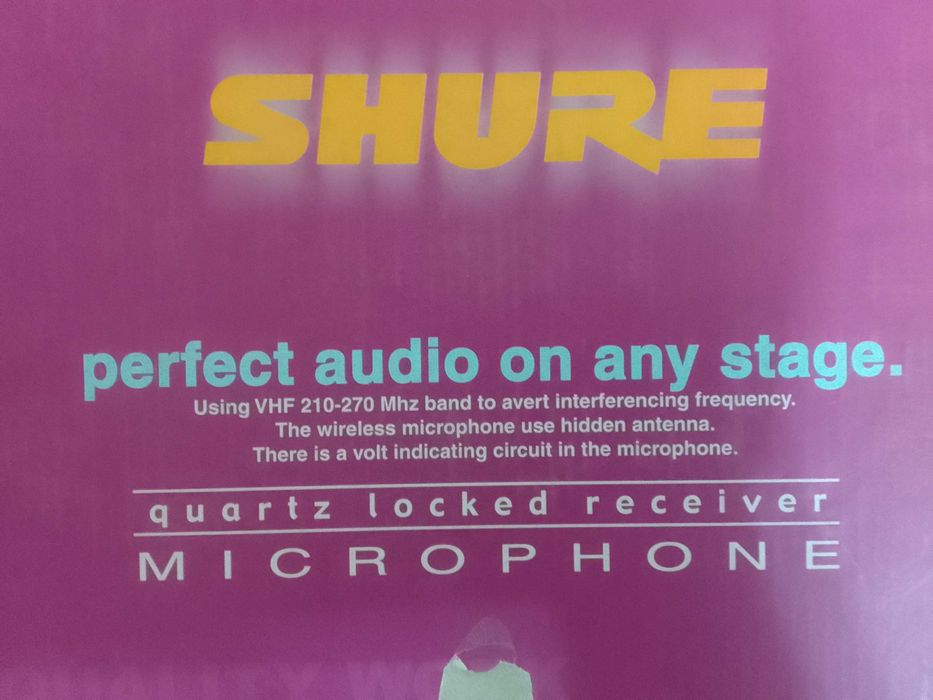 SHURE
perfect audio on any stage.
Using VHF 210-270 Mhz band to avert interferencing frequency.
The wireless microphone use hidden antenna.
There is a volt indicating circuit in the microphone.
quartz locked receiver
MICROPHONE